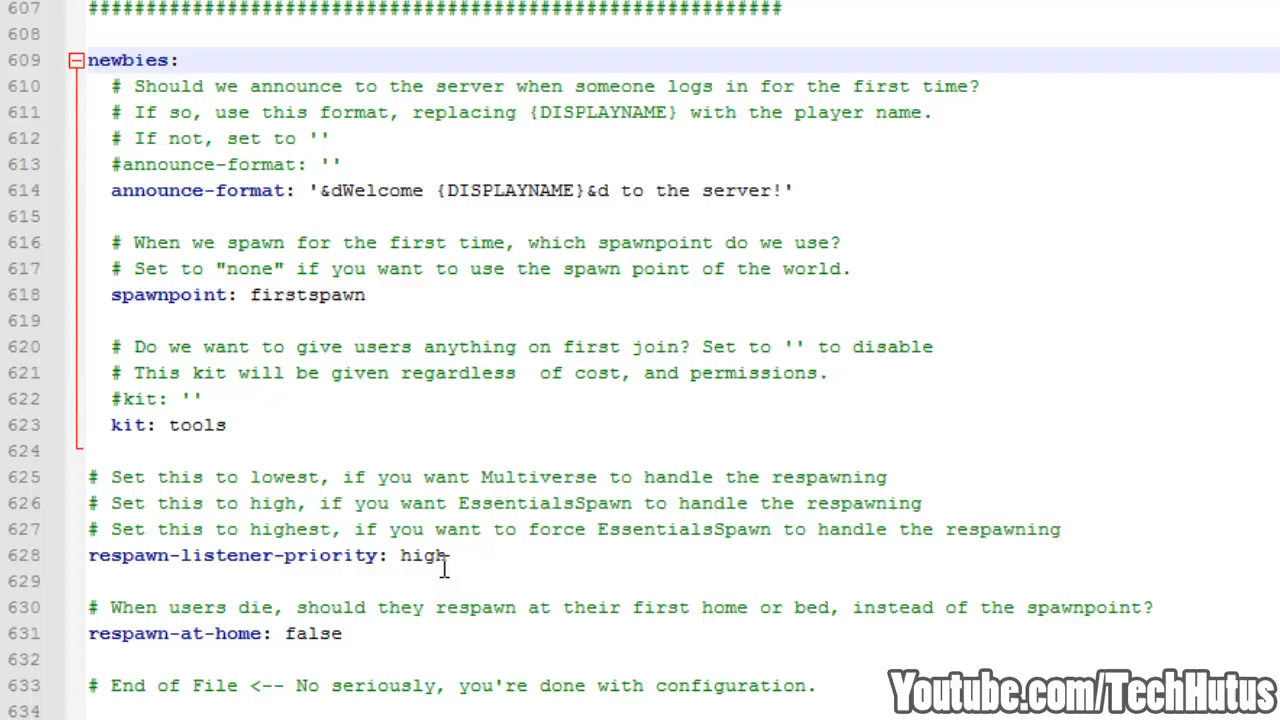 607 ############################################################
608
609 newbies:
610 # Should we announce to the server when someone logs in for the first time?
611 # If so, use this format, replacing {DISPLAYNAME} with the player name.
612 # If not, set to ''
613 #announce-format: ''
614 announce-format: '&dWelcome {DISPLAYNAME}&d to the server!'
615
616 # When we spawn for the first time, which spawnpoint do we use?
617 # Set to "none" if you want to use the spawn point of the world.
618 spawnpoint: firstspawn
619
620 # Do we want to give users anything on first join? Set to '' to disable
621 # This kit will be given regardless  of cost, and permissions.
622 #kit: ''
623 kit: tools
624
625 # Set this to lowest, if you want Multiverse to handle the respawning
626 # Set this to high, if you want EssentialsSpawn to handle the respawning
627 # Set this to highest, if you want to force EssentialsSpawn to handle the respawning
628 respawn-listener-priority: high
629
630 # When users die, should they respawn at their first home or bed, instead of the spawnpoint?
631 respawn-at-home: false
632
633 # End of File <-- No seriously, you're done with configuration.
634
Youtube.com/TechHutus